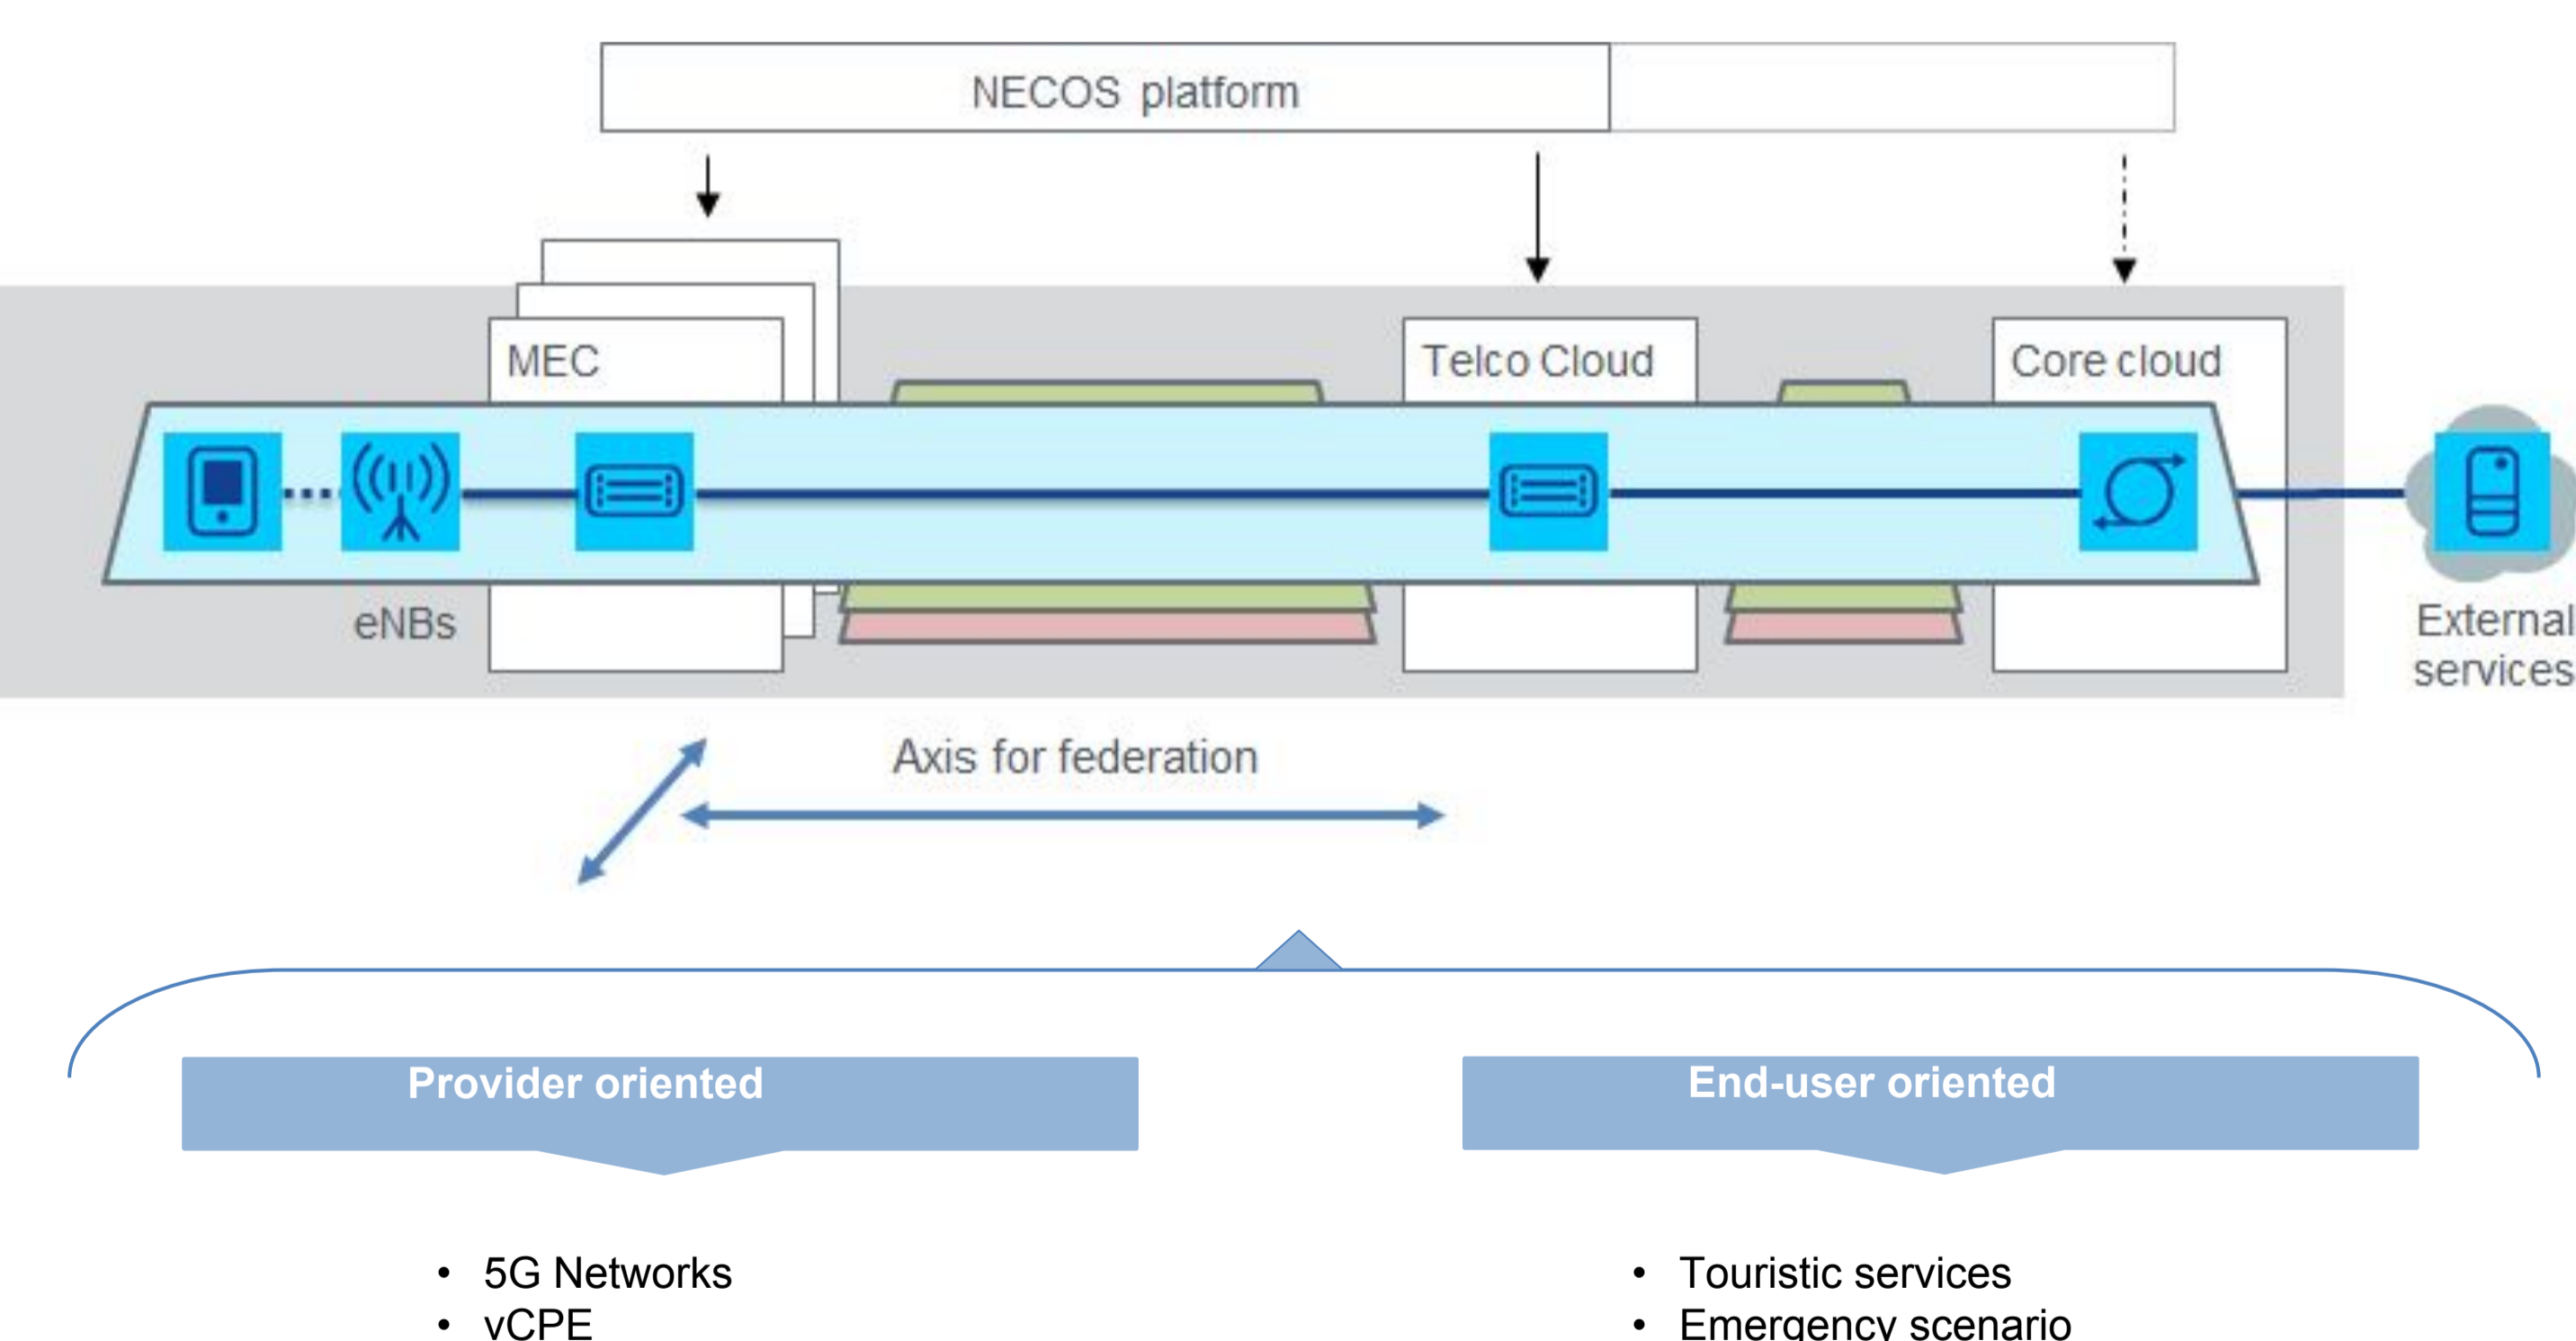 NECOS platform
MEC
Telco Cloud
Core cloud
eNBs
External
services
Axis for federation
Provider oriented
End-user oriented
• 5G Networks
• vCPE
• Touristic services
• Emergency scenario